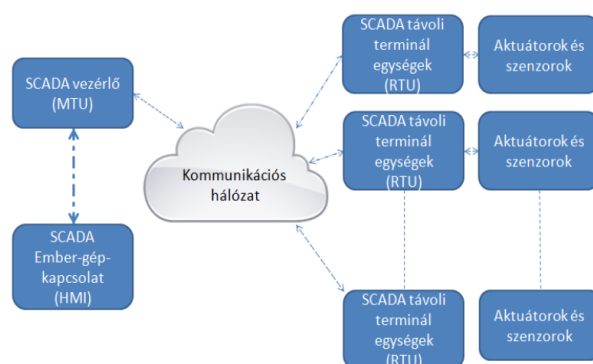 SCADA vezérlő
(MTU)
SCADA
Ember-gép-
kapcsolat
(HMI)
Kommunikációs
hálózat
SCADA távoli
terminál
egységek
(RTU)
Aktuátorok és
szenzorok
SCADA távoli
terminál
egységek
(RTU)
Aktuátorok és
szenzorok
SCADA távoli
terminál
egységek
(RTU)
Aktuátorok és
szenzorok